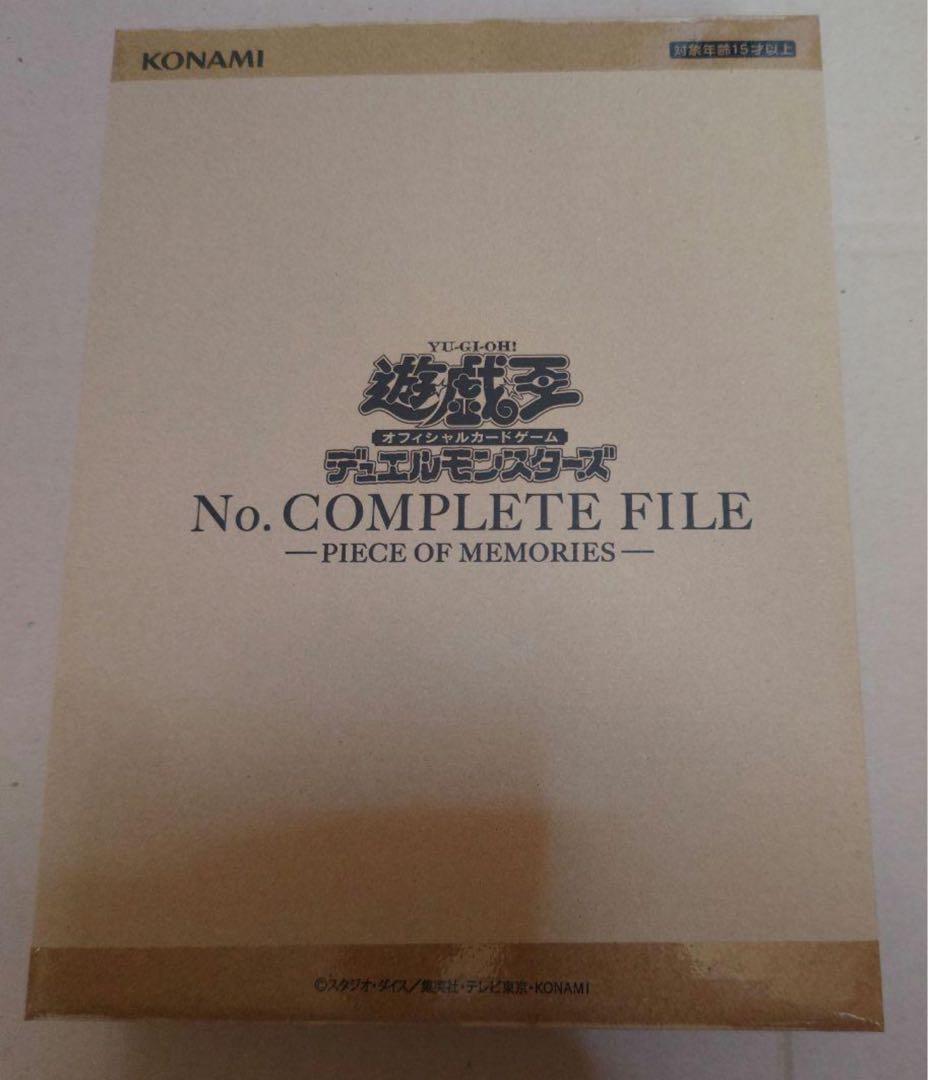 KONAMI
対象年齢15才以上
YU-GI-OH!
遊戯王
オフィシャルカードゲーム
デュエルモンスターズ
No. COMPLETE FILE
—PIECE OF MEMORIES—
©スタジオ・ダイス／集英社・テレビ東京・KONAMI